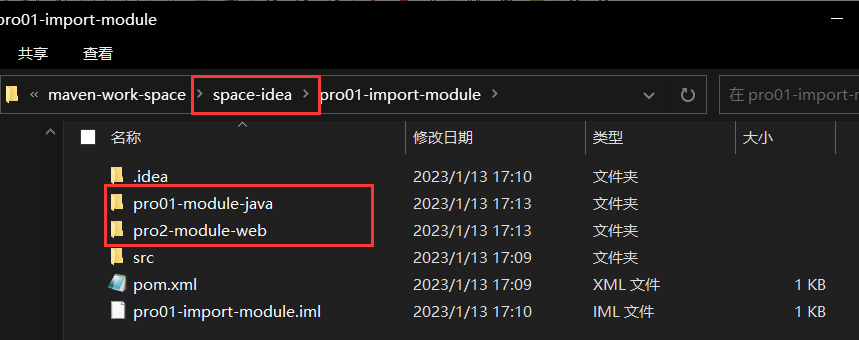 pro01-import-module
共享 查看
« maven-work-space > space-idea > pro01-import-module > 在 pro01-import-
名称 修改日期 类型 大小
.idea 2023/1/13 17:10 文件夹
pro01-module-java 2023/1/13 17:13 文件夹
pro2-module-web 2023/1/13 17:13 文件夹
src 2023/1/13 17:09 文件夹
pom.xml 2023/1/13 17:09 XML 文件 1 KB
pro01-import-module.iml 2023/1/13 17:10 IML 文件 1 KB